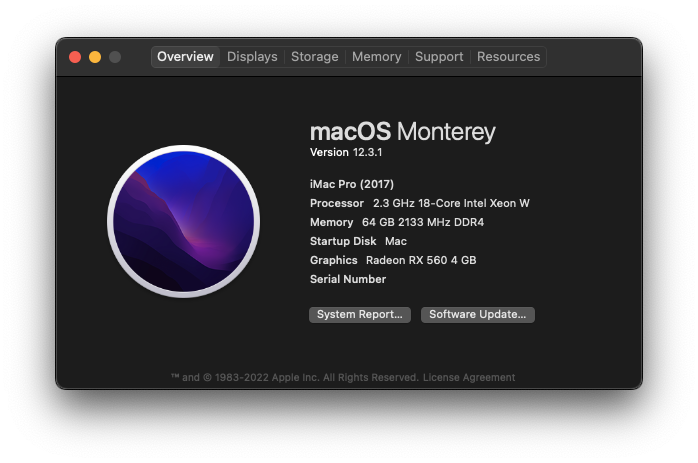 Overview Displays Storage Memory Support Resources
macOS Monterey
Version 12.3.1
iMac Pro (2017)
Processor 2.3 GHz 18-Core Intel Xeon W
Memory 64 GB 2133 MHz DDR4
Startup Disk Mac
Graphics Radeon RX 560 4 GB
Serial Number
System Report... Software Update...
™ and © 1983-2022 Apple Inc. All Rights Reserved. License Agreement